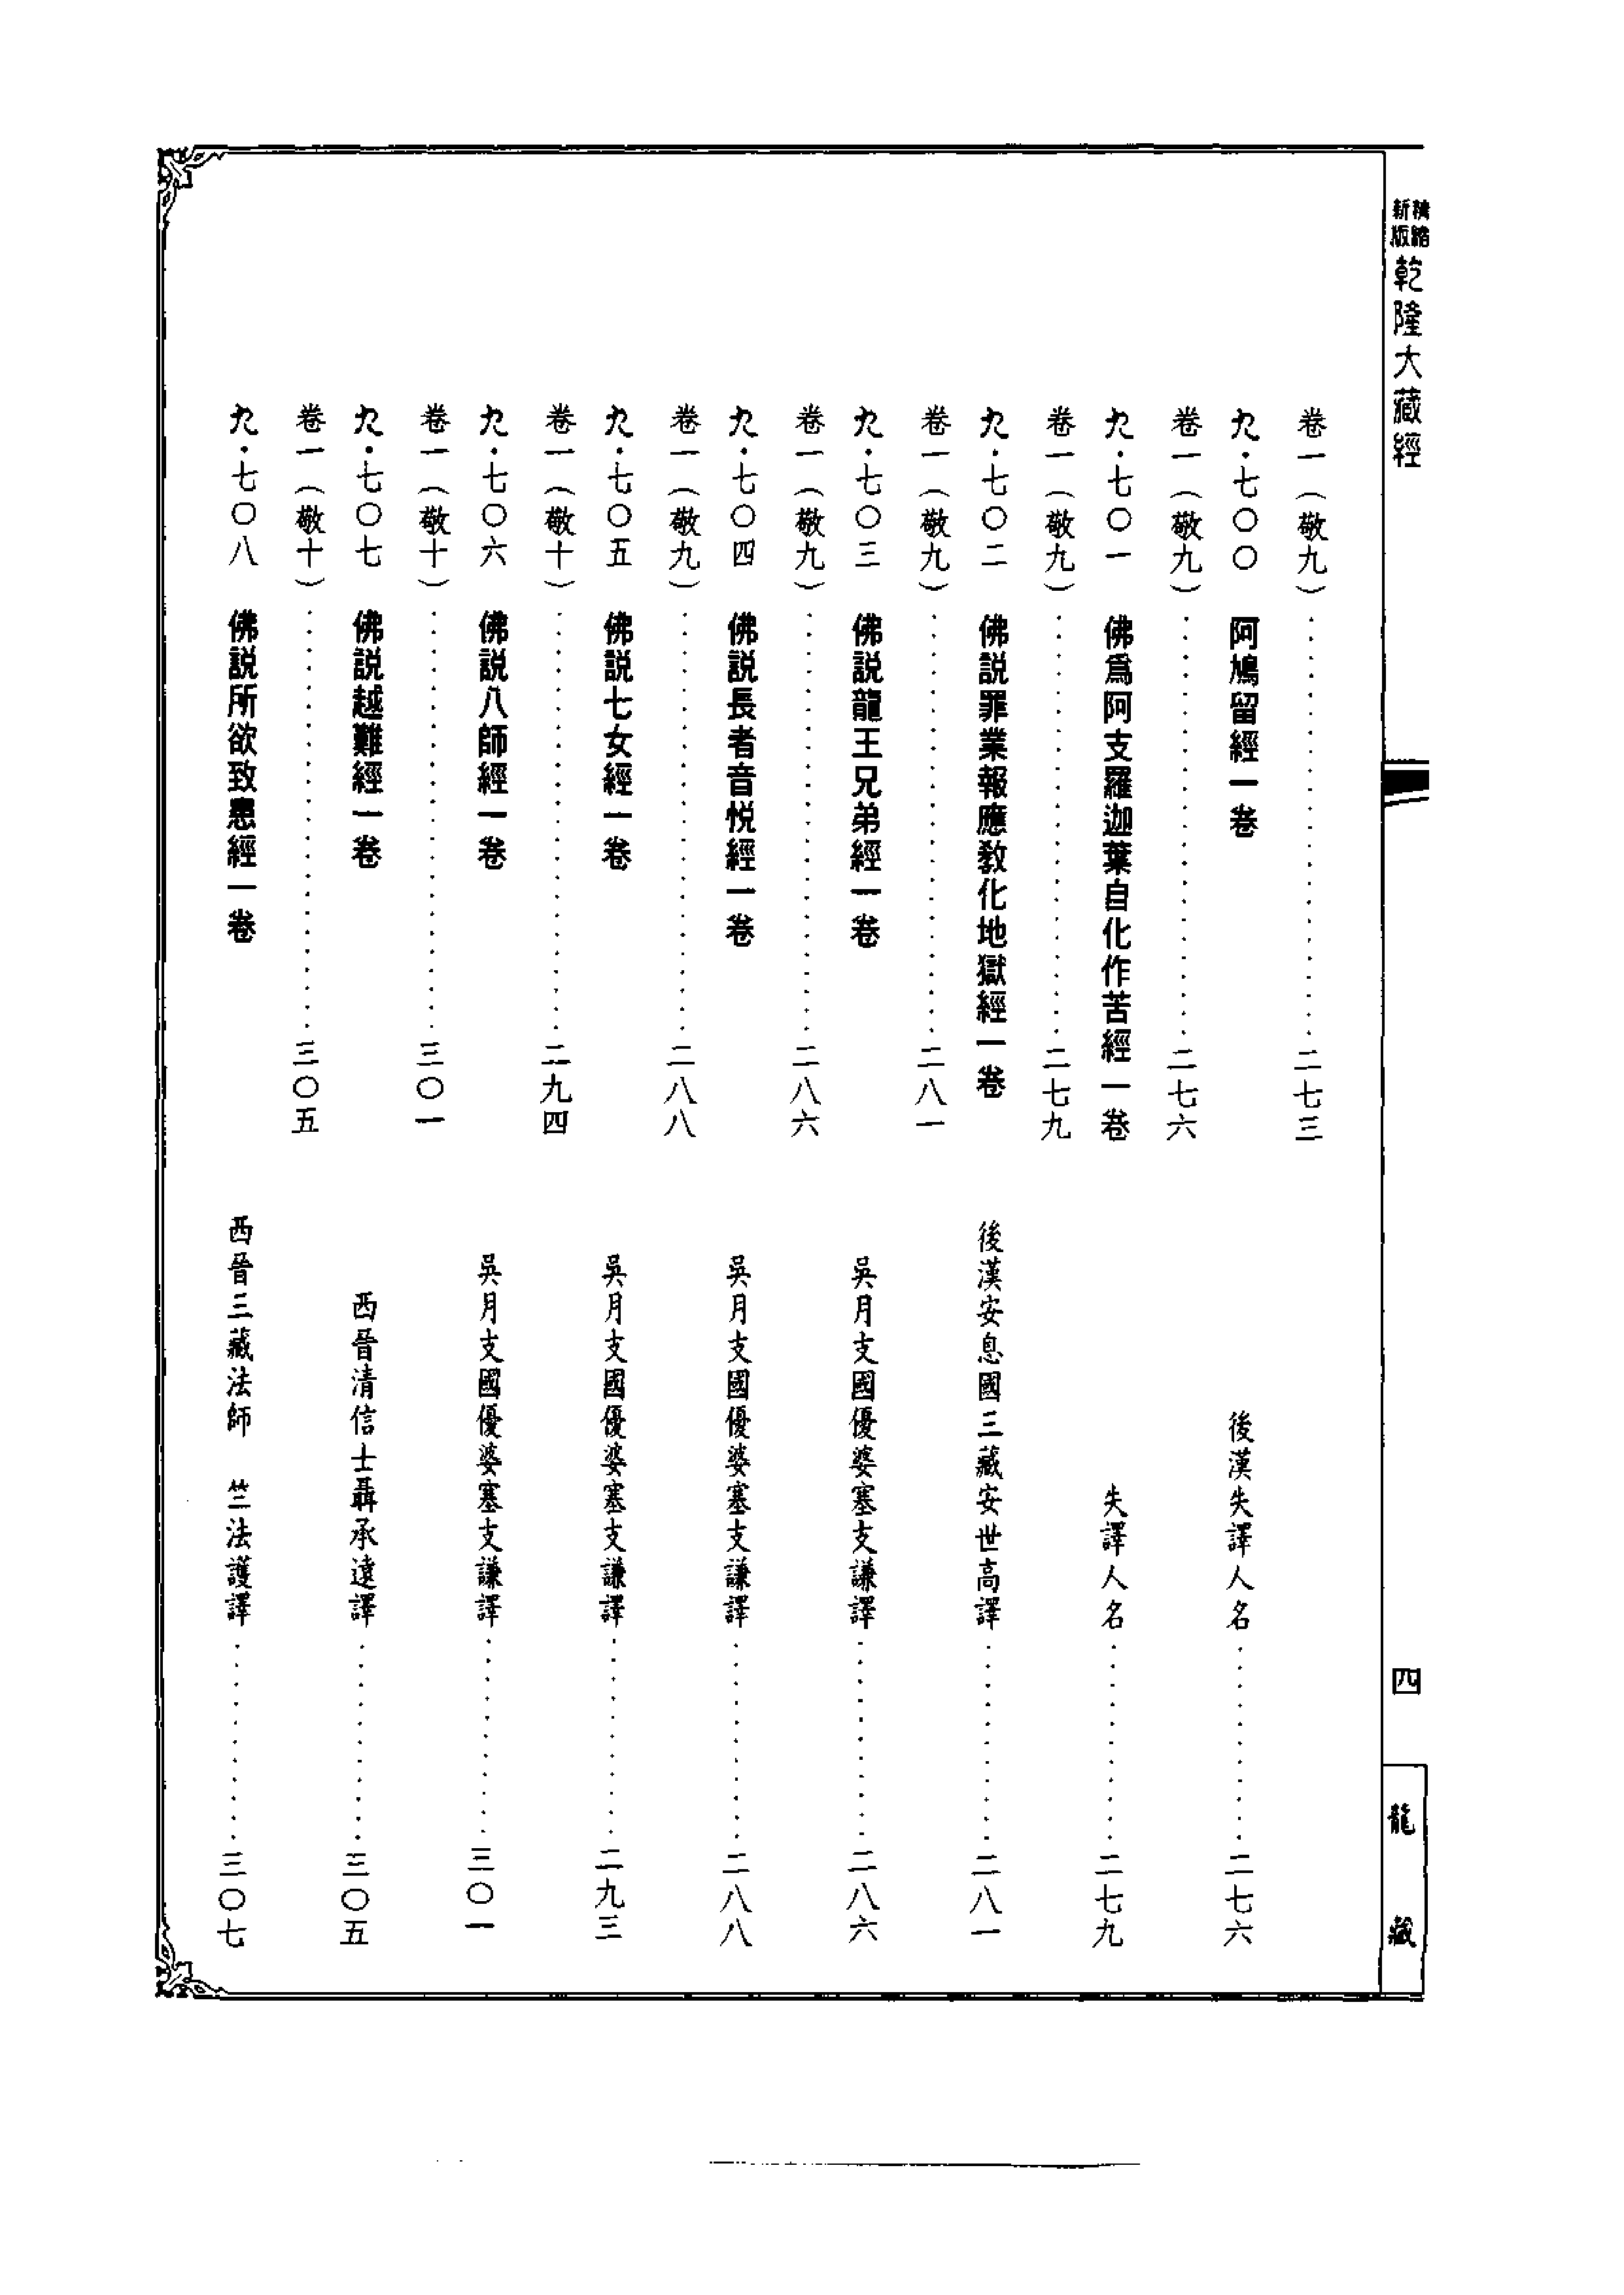 精縮新版 乾隆大藏經
四
龍藏
卷一（敬九）……二七三
九·七〇〇 阿鳩留經一卷 後漢失譯人名……二七六
卷一（敬九）……二七六
九·七〇一 佛爲阿支羅迦葉自化作苦經一卷 失譯人名……二七九
卷一（敬九）……二七九
九·七〇二 佛説罪業報應教化地獄經一卷 後漢安息國三藏安世高譯……二八一
卷一（敬九）……二八一
九·七〇三 佛説龍王兄弟經一卷 吳月支國優婆塞支謙譯……二八六
卷一（敬九）……二八六
九·七〇四 佛説長者音悦經一卷 吳月支國優婆塞支謙譯……二八八
卷一（敬九）……二八八
九·七〇五 佛説七女經一卷 吳月支國優婆塞支謙譯……二九三
卷一（敬十）……二九四
九·七〇六 佛説八師經一卷 吳月支國優婆塞支謙譯……三〇一
卷一（敬十）……三〇一
九·七〇七 佛説越難經一卷 西晉清信士聶承遠譯……三〇五
卷一（敬十）……三〇五
九·七〇八 佛説所欲致患經一卷 西晉三藏法師 竺法護譯……三〇七